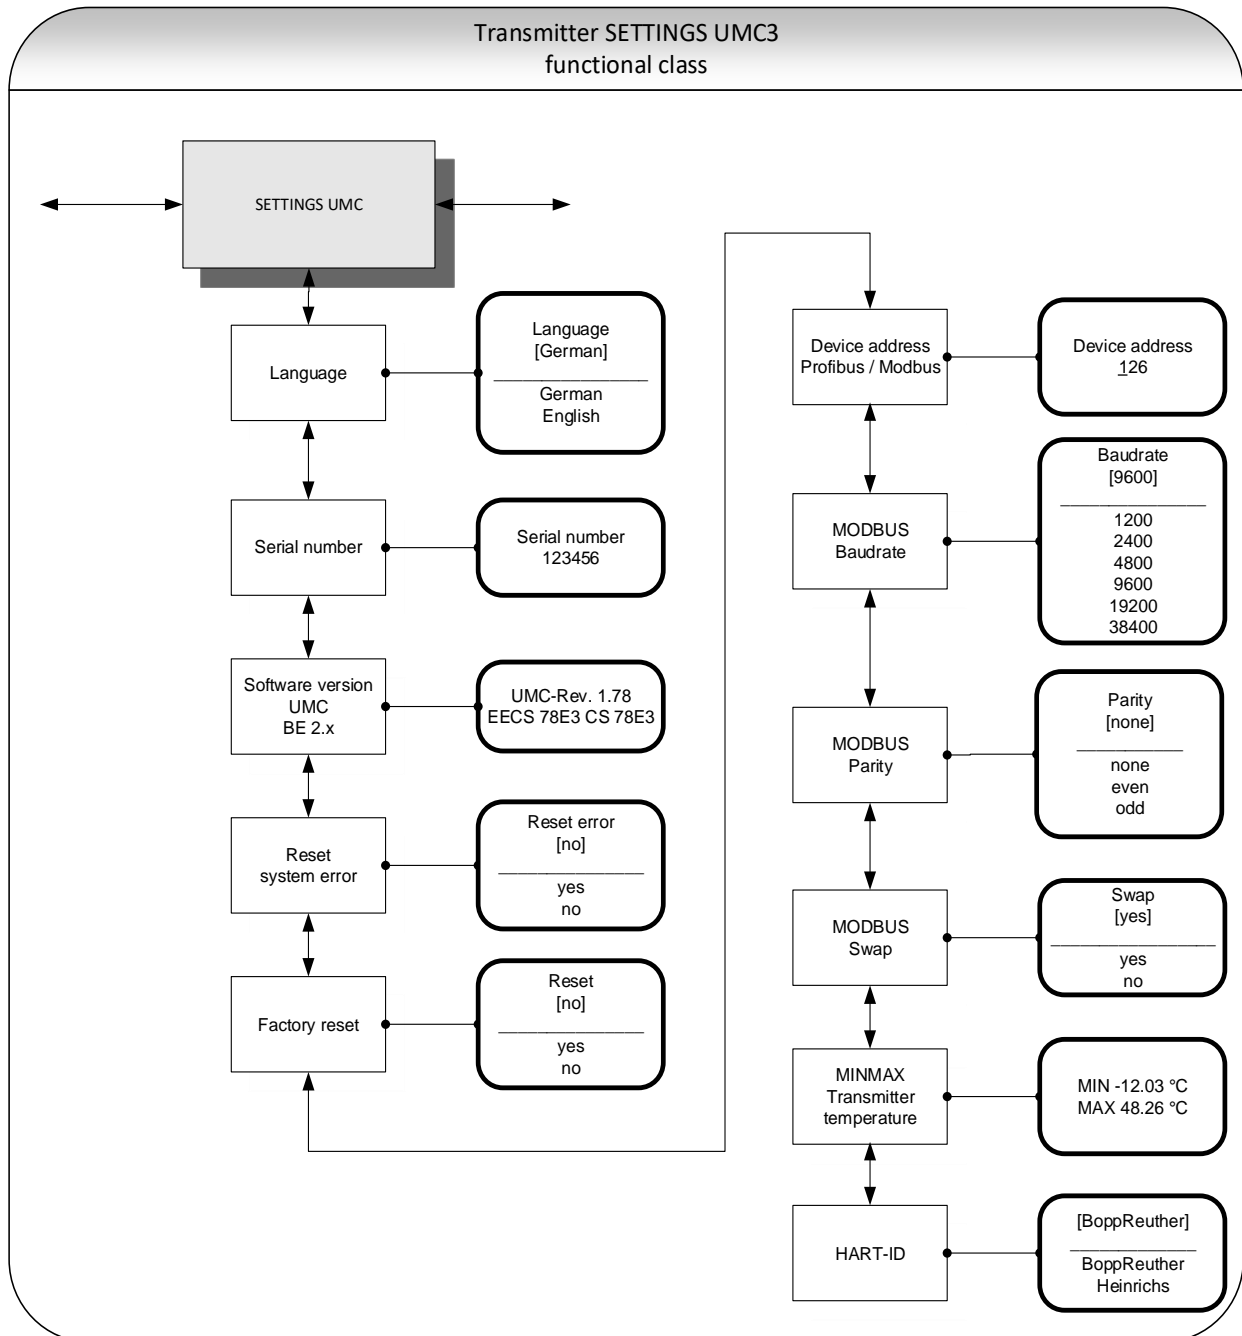 Transmitter SETTINGS UMC3
functional class
SETTINGS UMC
Language
Language
[German]
German
English
Serial number
Serial number
123456
Software version
UMC
BE 2.x
UMC-Rev. 1.78
EECS 78E3 CS 78E3
Reset
system error
Reset error
[no]
yes
no
Factory reset
Reset
[no]
yes
no
Device address
Profibus / Modbus
Device address
126
MODBUS
Baudrate
Baudrate
[9600]
1200
2400
4800
9600
19200
38400
MODBUS
Parity
Parity
[none]
none
even
odd
MODBUS
Swap
Swap
[yes]
yes
no
MINMAX
Transmitter
temperature
MIN -12.03 °C
MAX 48.26 °C
HART-ID
[BoppReuther]
BoppReuther
Heinrichs